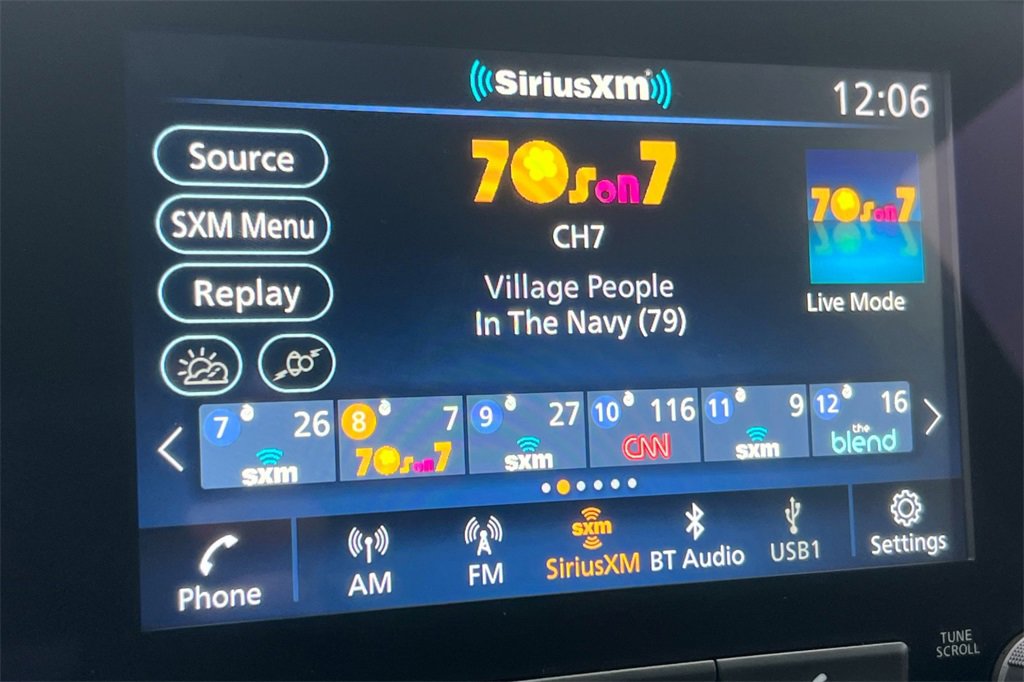 SiriusXM
12:06
Source
SXM Menu
Replay
70s on 7
CH7
Village People
In The Navy (79)
70s on 7
Live Mode
7 26
sxm
8 7
70s on 7
9 27
sxm
10 116
CNN
11 9
sxm
12 16
the
blend
Phone
AM
FM
sxm
SiriusXM
BT Audio
USB1
Settings
TUNE
SCROLL